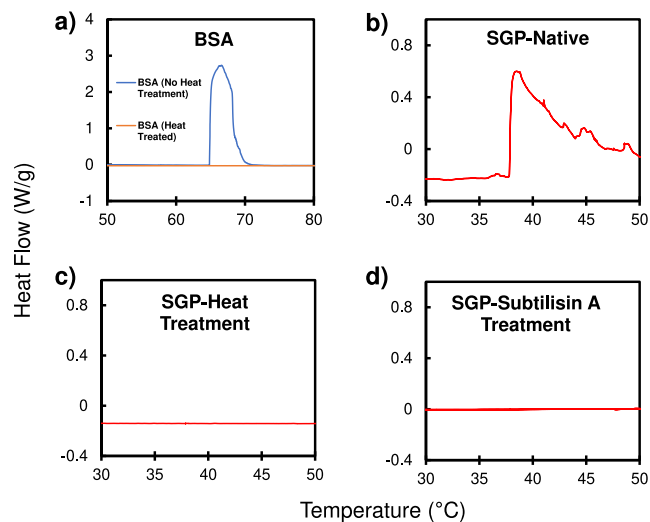 a)
BSA
4
3
2
1
0
-1
BSA (No Heat
Treatment)
BSA (Heat
Treated)
50
60
70
80
b)
SGP-Native
0.8
0.4
0
-0.4
30
35
40
45
50
Heat Flow (W/g)
c)
SGP-Heat
Treatment
0.8
0.4
0
-0.4
30
35
40
45
50
d)
SGP-Subtilisin A
Treatment
0.8
0.4
0
-0.4
30
35
40
45
50
Temperature (°C)